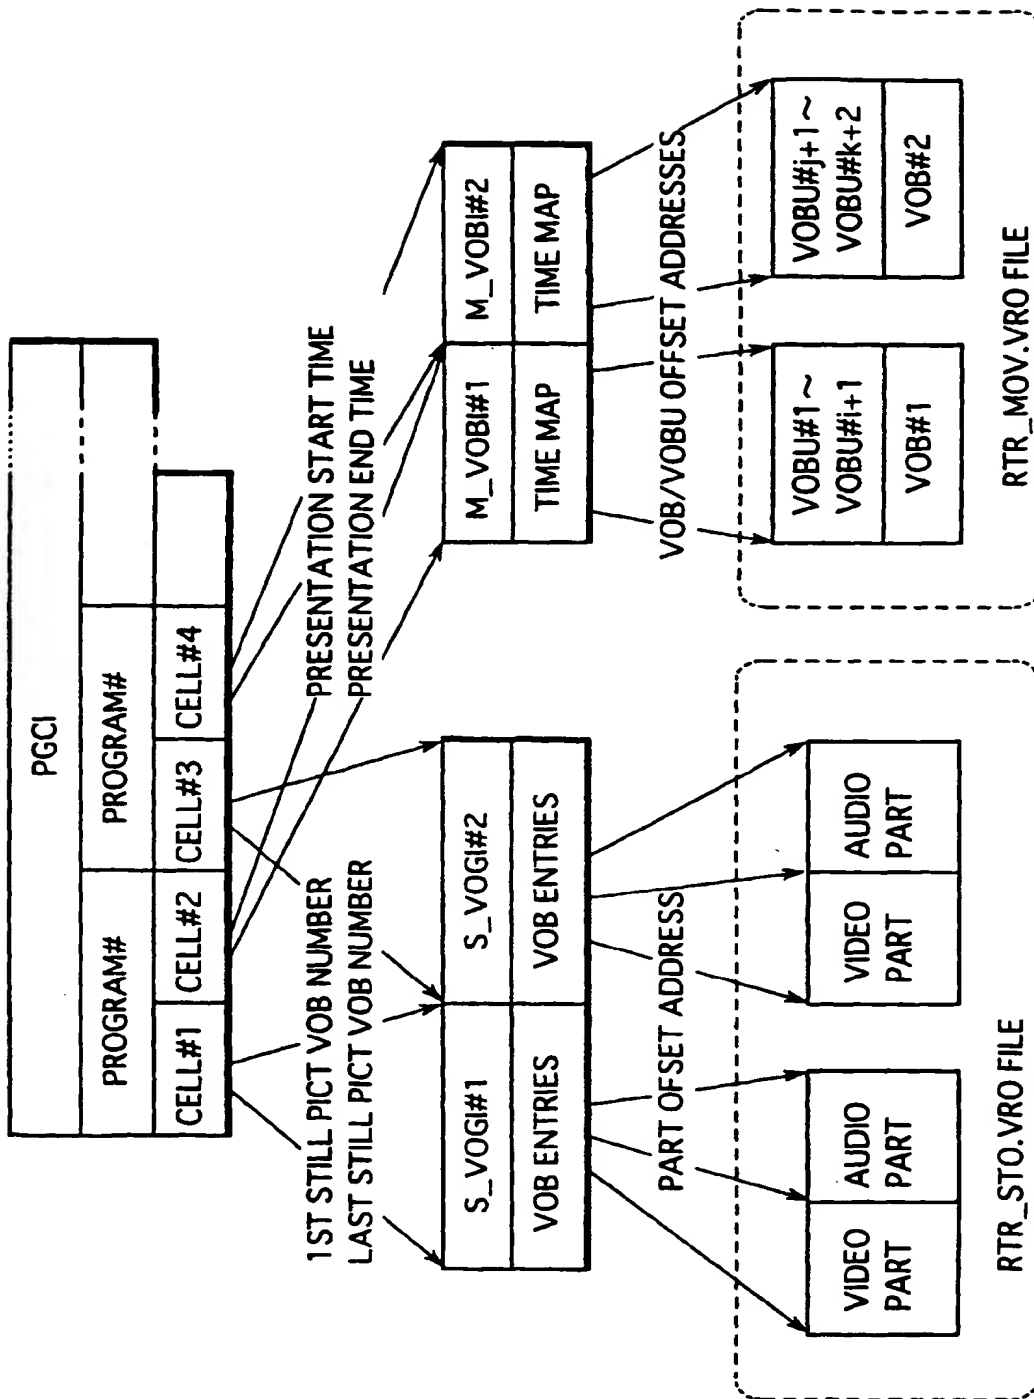 PGCI
PROGRAM# PROGRAM#
CELL#1 CELL#2 CELL#3 CELL#4
1ST STILL PICT VOB NUMBER
LAST STILL PICT VOB NUMBER
PRESENTATION START TIME
PRESENTATION END TIME
S_VOGI#1 S_VOGI#2
VOB ENTRIES VOB ENTRIES
M_VOBI#1 M_VOBI#2
TIME MAP TIME MAP
PART OFSET ADDRESS
VOB/VOBU OFFSET ADDRESSES
VIDEO PART
AUDIO PART
VIDEO PART
AUDIO PART
RTR_STO.VRO FILE
VOBU#1~
VOBU#i+1
VOB#1
VOBU#j+1~
VOBU#k+2
VOB#2
RTR_MOV.VRO FILE